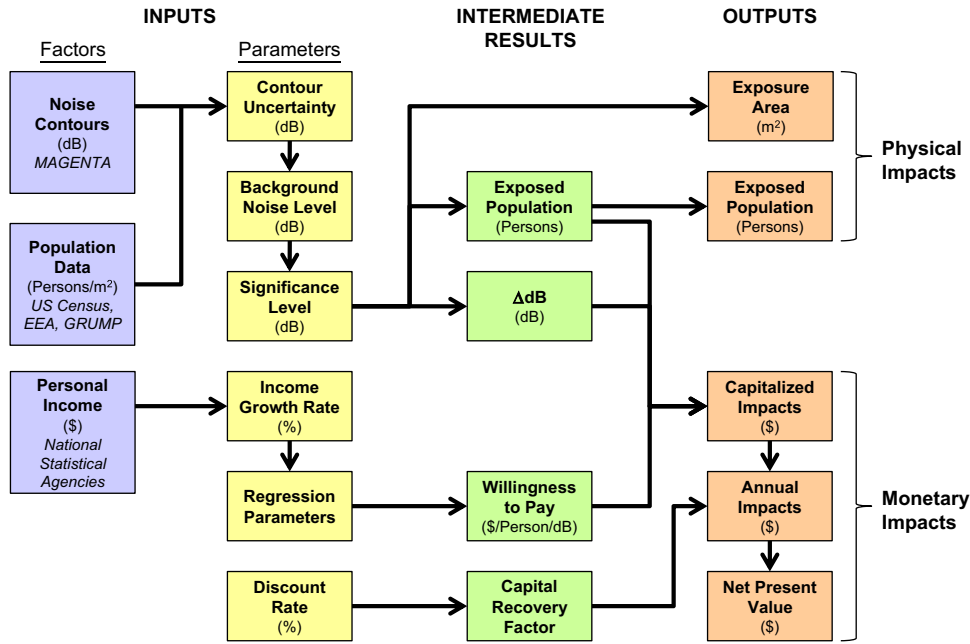 INPUTS
INTERMEDIATE
RESULTS
OUTPUTS
Factors
Parameters
Noise
Contours
(dB)
MAGENTA
Population
Data
(Persons/m²)
US Census,
EEA, GRUMP
Personal
Income
($)
National
Statistical
Agencies
Contour
Uncertainty
(dB)
Background
Noise Level
(dB)
Significance
Level
(dB)
Income
Growth Rate
(%)
Regression
Parameters
Discount
Rate
(%)
Exposed
Population
(Persons)
ΔdB
(dB)
Willingness
to Pay
($/Person/dB)
Capital
Recovery
Factor
Exposure
Area
(m²)
Exposed
Population
(Persons)
Capitalized
Impacts
($)
Annual
Impacts
($)
Net Present
Value
($)
Physical
Impacts
Monetary
Impacts